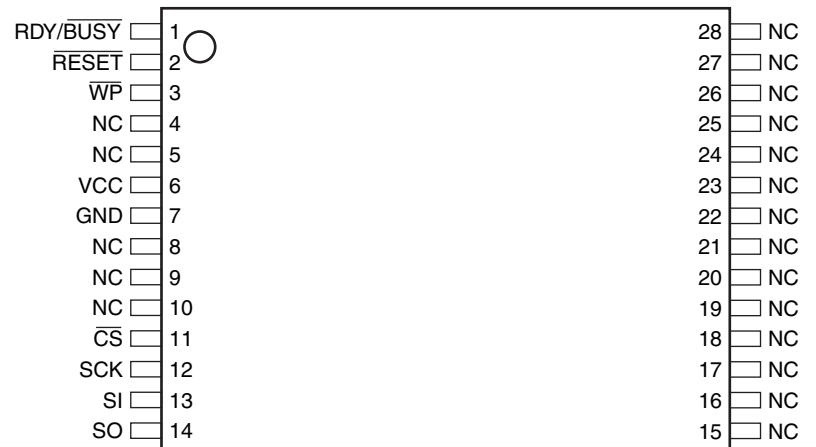 RDY/BUSY 1 28 NC
RESET 2 27 NC
WP 3 26 NC
NC 4 25 NC
NC 5 24 NC
VCC 6 23 NC
GND 7 22 NC
NC 8 21 NC
NC 9 20 NC
NC 10 19 NC
CS 11 18 NC
SCK 12 17 NC
SI 13 16 NC
SO 14 15 NC